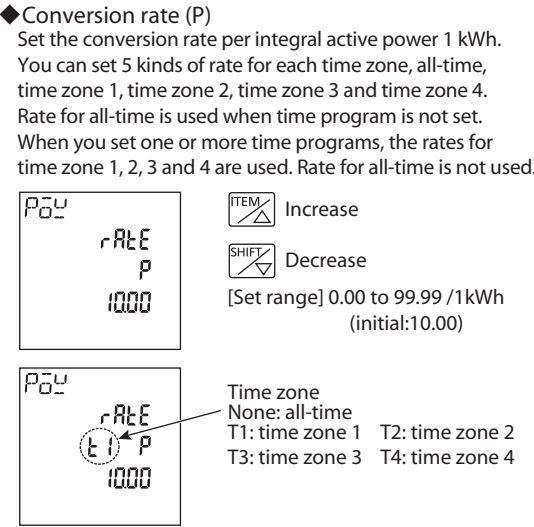 ◆Conversion rate (P)
Set the conversion rate per integral active power 1 kWh.
You can set 5 kinds of rate for each time zone, all-time,
time zone 1, time zone 2, time zone 3 and time zone 4.
Rate for all-time is used when time program is not set.
When you set one or more time programs, the rates for
time zone 1, 2, 3 and 4 are used. Rate for all-time is not used.
PoW
rAtE
P
10.00
ITEM Increase
SHIFT Decrease
[Set range] 0.00 to 99.99 /1kWh
(initial:10.00)
PoW
rAtE
t1 P
10.00
Time zone
None: all-time
T1: time zone 1 T2: time zone 2
T3: time zone 3 T4: time zone 4